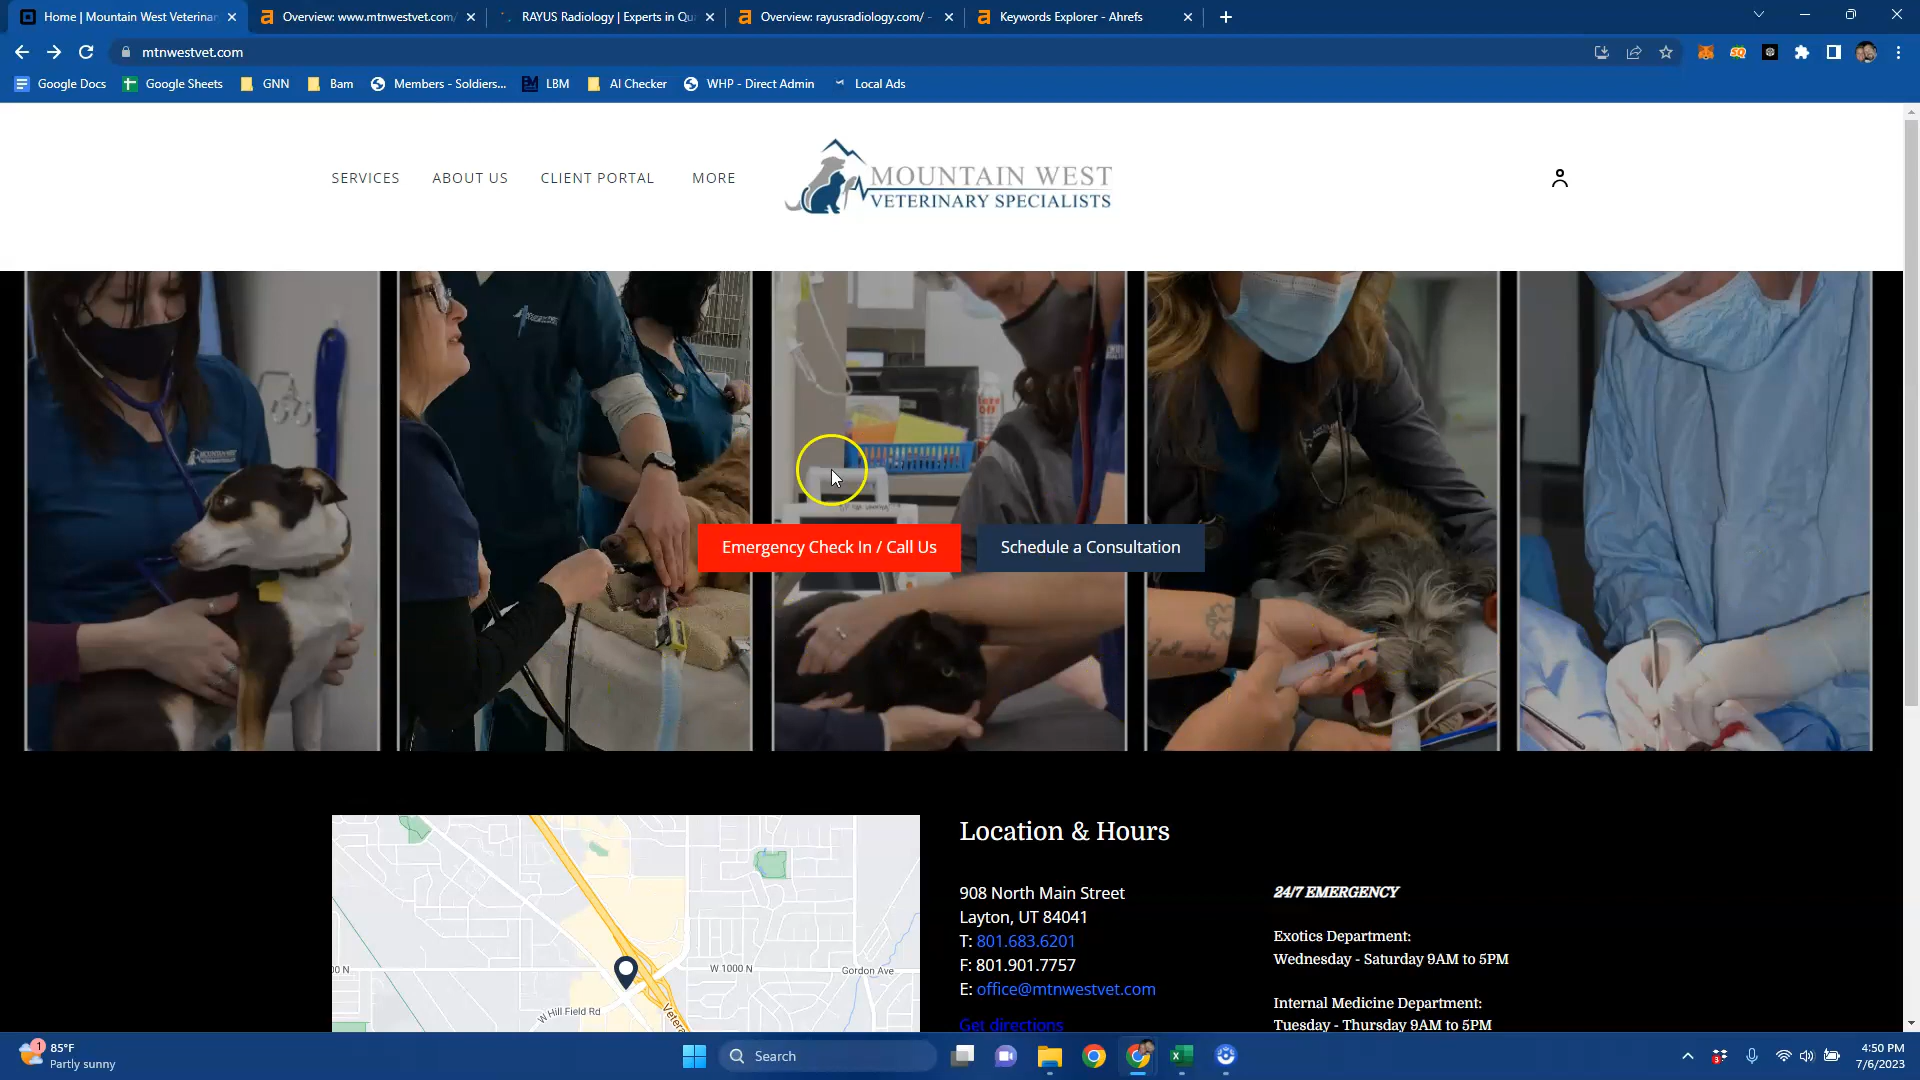 Home | Mountain West Veterinar
Overview: www.mtnwestvet.com/
RAYUS Radiology | Experts in Qu
Overview: rayusradiology.com/ -
Keywords Explorer - Ahrefs
mtnwestvet.com
Google Docs
Google Sheets
GNN
Bam
Members - Soldiers...
LBM
AI Checker
WHP - Direct Admin
Local Ads
SERVICES
ABOUT US
CLIENT PORTAL
MORE
MOUNTAIN WEST
VETERINARY SPECIALISTS
Emergency Check In / Call Us
Schedule a Consultation
Location & Hours
908 North Main Street
Layton, UT 84041
T: 801.683.6201
F: 801.901.7757
E: office@mtnwestvet.com
Get directions
24/7 EMERGENCY
Exotics Department:
Wednesday - Saturday 9AM to 5PM
Internal Medicine Department:
Tuesday - Thursday 9AM to 5PM
W 1000 N
Gordon Ave
W Hill Field Rd
85°F
Partly sunny
Search
4:50 PM
7/6/2023